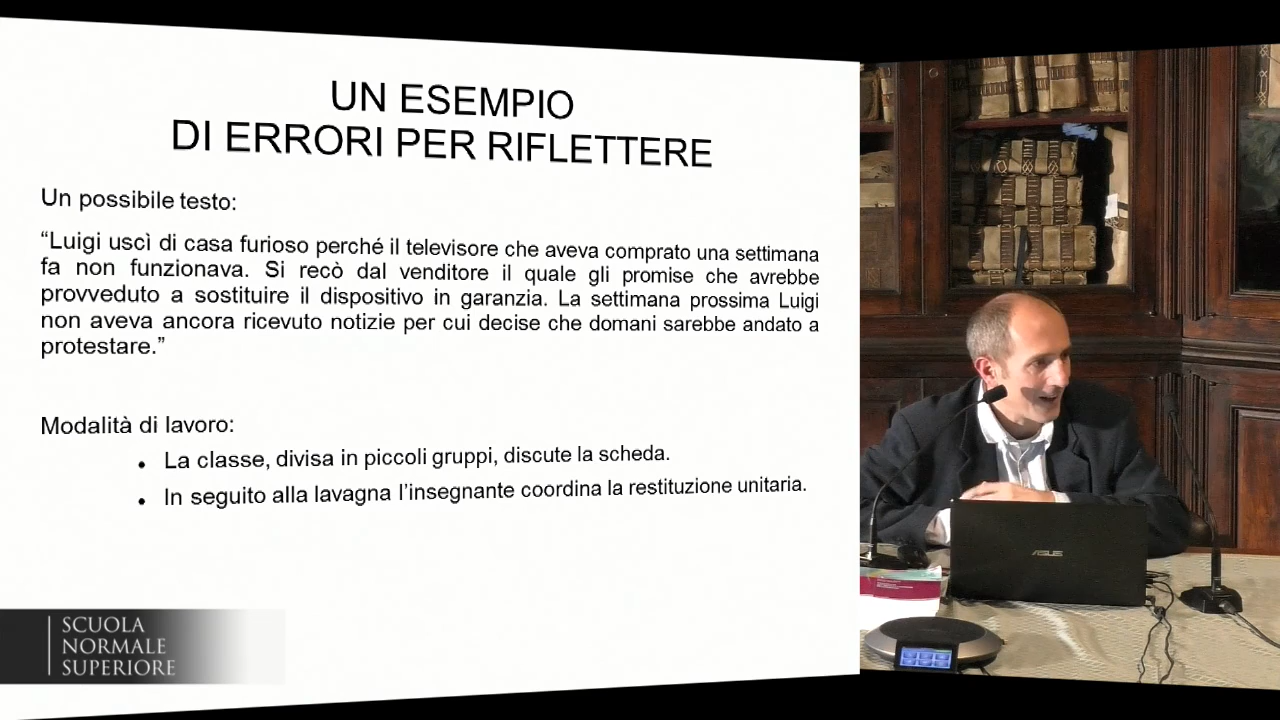 UN ESEMPIO
DI ERRORI PER RIFLETTERE
Un possibile testo:
“Luigi uscì di casa furioso perché il televisore che aveva comprato una settimana
fa non funzionava. Si recò dal venditore il quale gli promise che avrebbe
provveduto a sostituire il dispositivo in garanzia. La settimana prossima Luigi
non aveva ancora ricevuto notizie per cui decise che domani sarebbe andato a
protestare.”
Modalità di lavoro:
• La classe, divisa in piccoli gruppi, discute la scheda.
• In seguito alla lavagna l’insegnante coordina la restituzione unitaria.
SCUOLA
NORMALE
SUPERIORE
ASUS